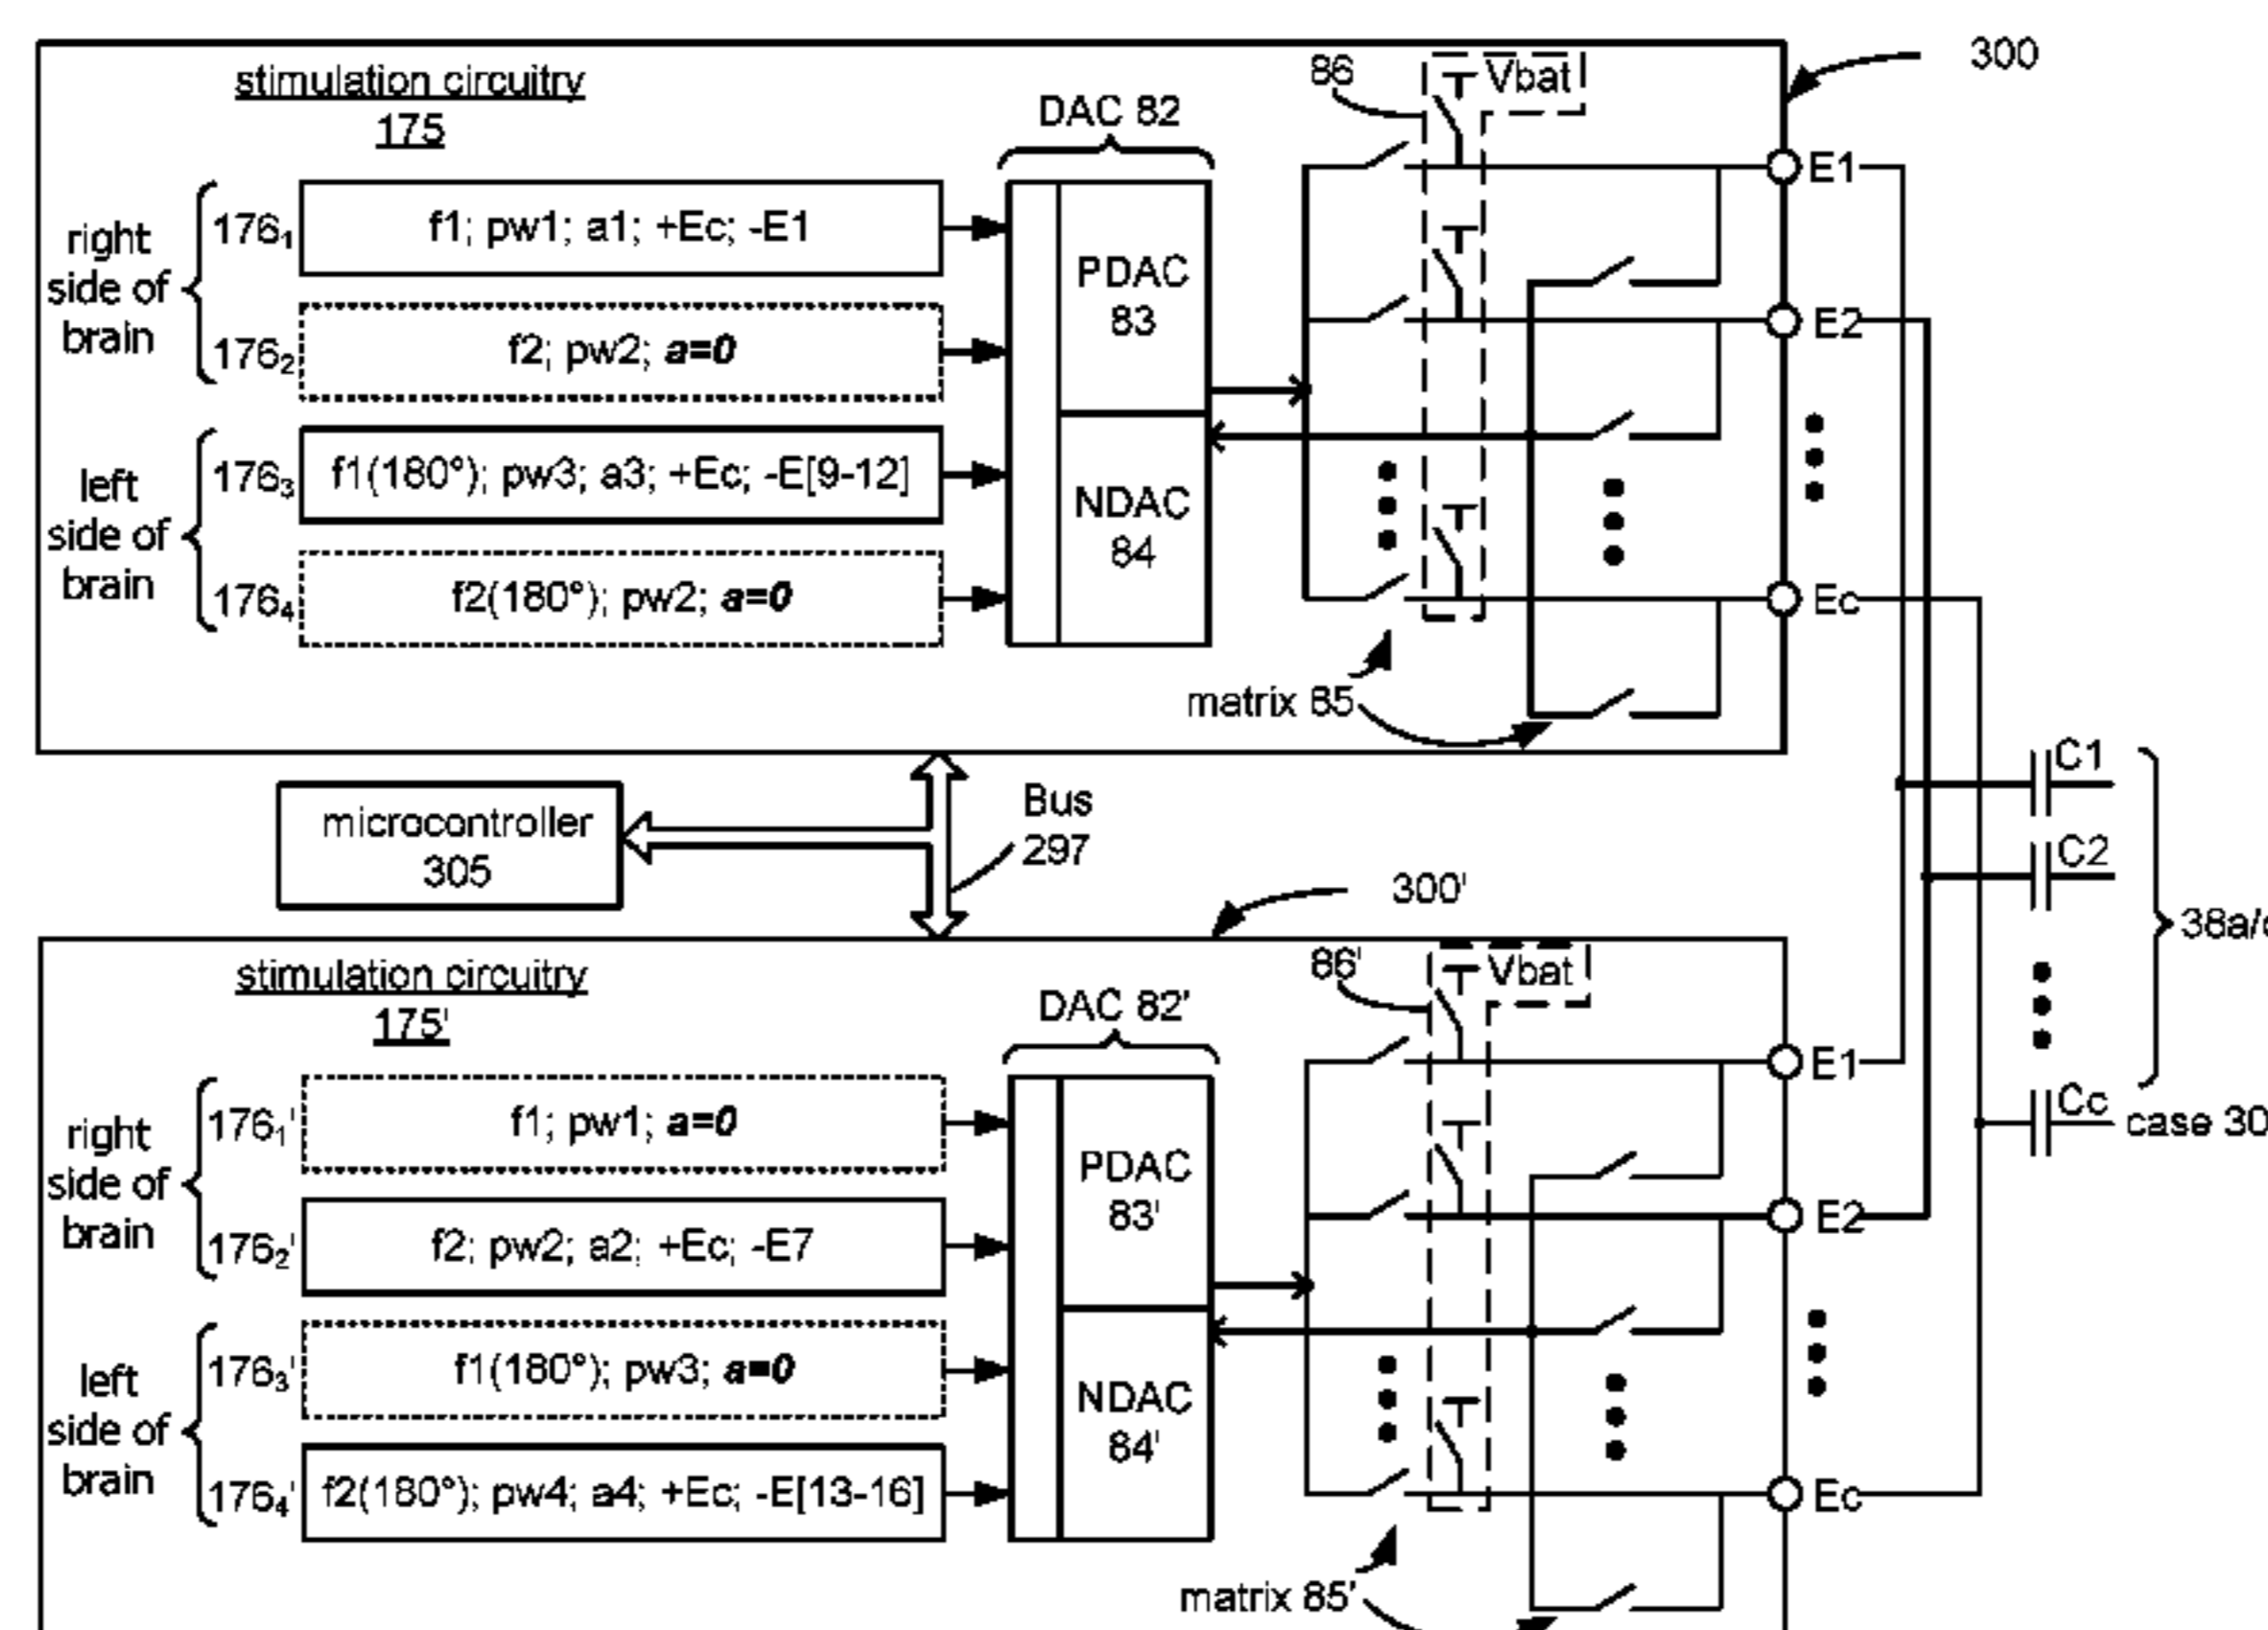 300
stimulation circuitry
175
DAC 82
86
Vbat
right
side of
brain
176₁
f1; pw1; a1; +Ec; -E1
176₂
f2; pw2; a=0
left
side of
brain
176₃
f1(180°); pw3; a3; +Ec; -E[9-12]
176₄
f2(180°); pw2; a=0
PDAC
83
NDAC
84
E1
E2
Ec
matrix 85
microcontroller
305
Bus
297
300'
C1
C2
38a/
Cc
case 30
stimulation circuitry
175'
DAC 82'
86'
Vbat
right
side of
brain
176₁'
f1; pw1; a=0
176₂'
f2; pw2; a2; +Ec; -E7
left
side of
brain
176₃'
f1(180°); pw3; a=0
176₄'
f2(180°); pw4; a4; +Ec; -E[13-16]
PDAC
83'
NDAC
84'
E1
E2
Ec
matrix 85'